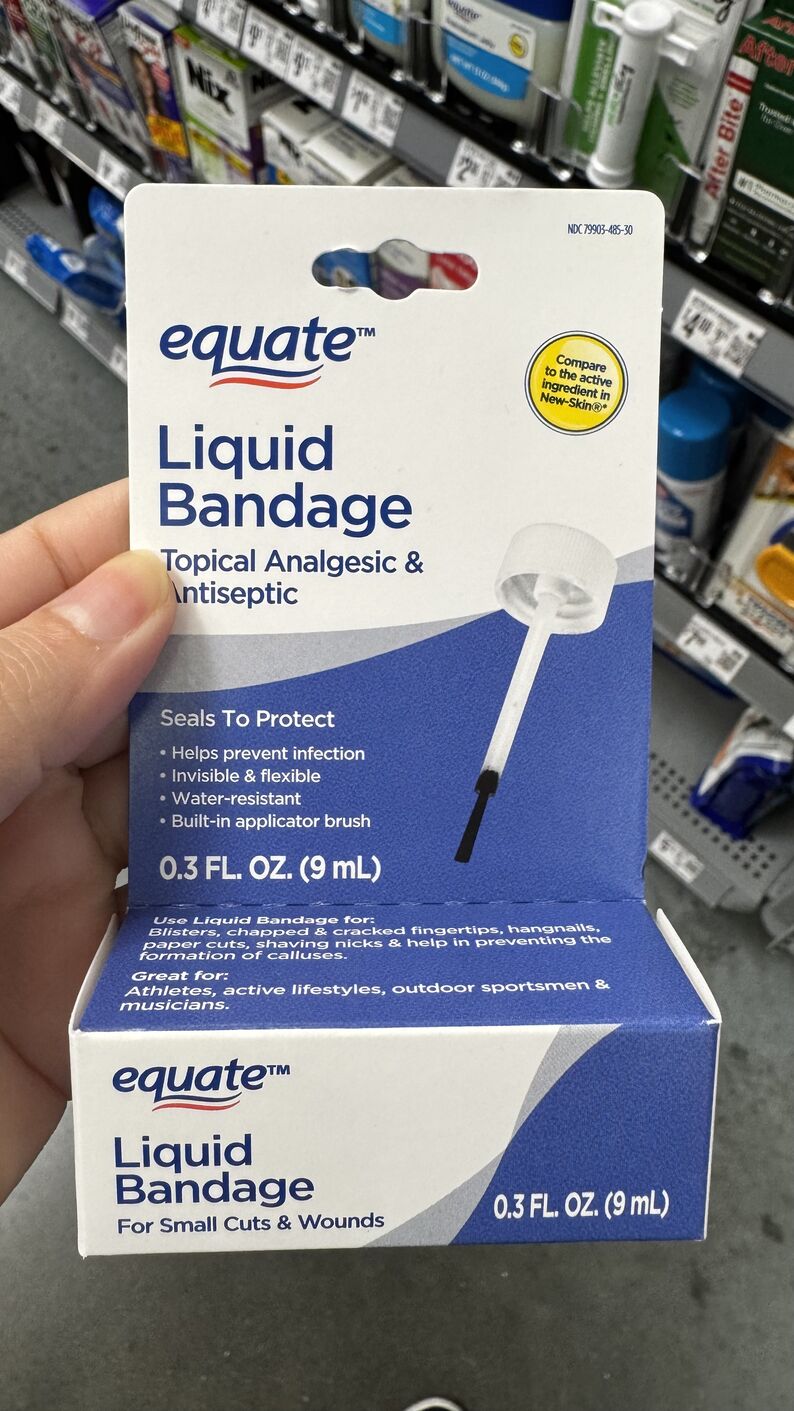 Nix
equate
After Bite
NDC 79903-485-30
equate™
Compare
to the active
ingredient in
New-Skin®*
Liquid
Bandage
Topical Analgesic &
Antiseptic
Seals To Protect
• Helps prevent infection
• Invisible & flexible
• Water-resistant
• Built-in applicator brush
0.3 FL. OZ. (9 mL)
Use Liquid Bandage for:
Blisters, chapped & cracked fingertips, hangnails,
paper cuts, shaving nicks & help in preventing the
formation of calluses.
Great for:
Athletes, active lifestyles, outdoor sportsmen &
musicians.
equate™
Liquid
Bandage
For Small Cuts & Wounds
0.3 FL. OZ. (9 mL)